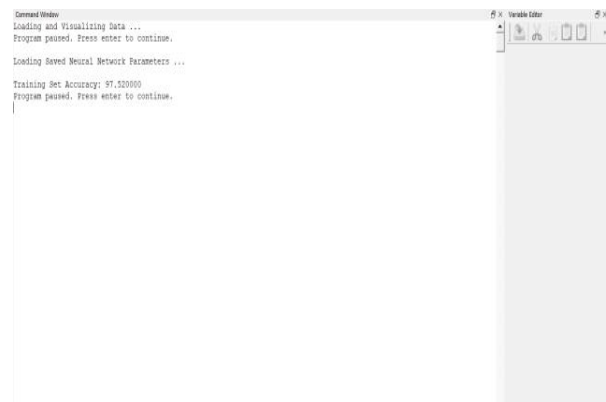 Command Window
Variable Editor
Loading and Visualizing Data ...
Program paused. Press enter to continue.
Loading Saved Neural Network Parameters ...
Training Set Accuracy: 97.520000
Program paused. Press enter to continue.